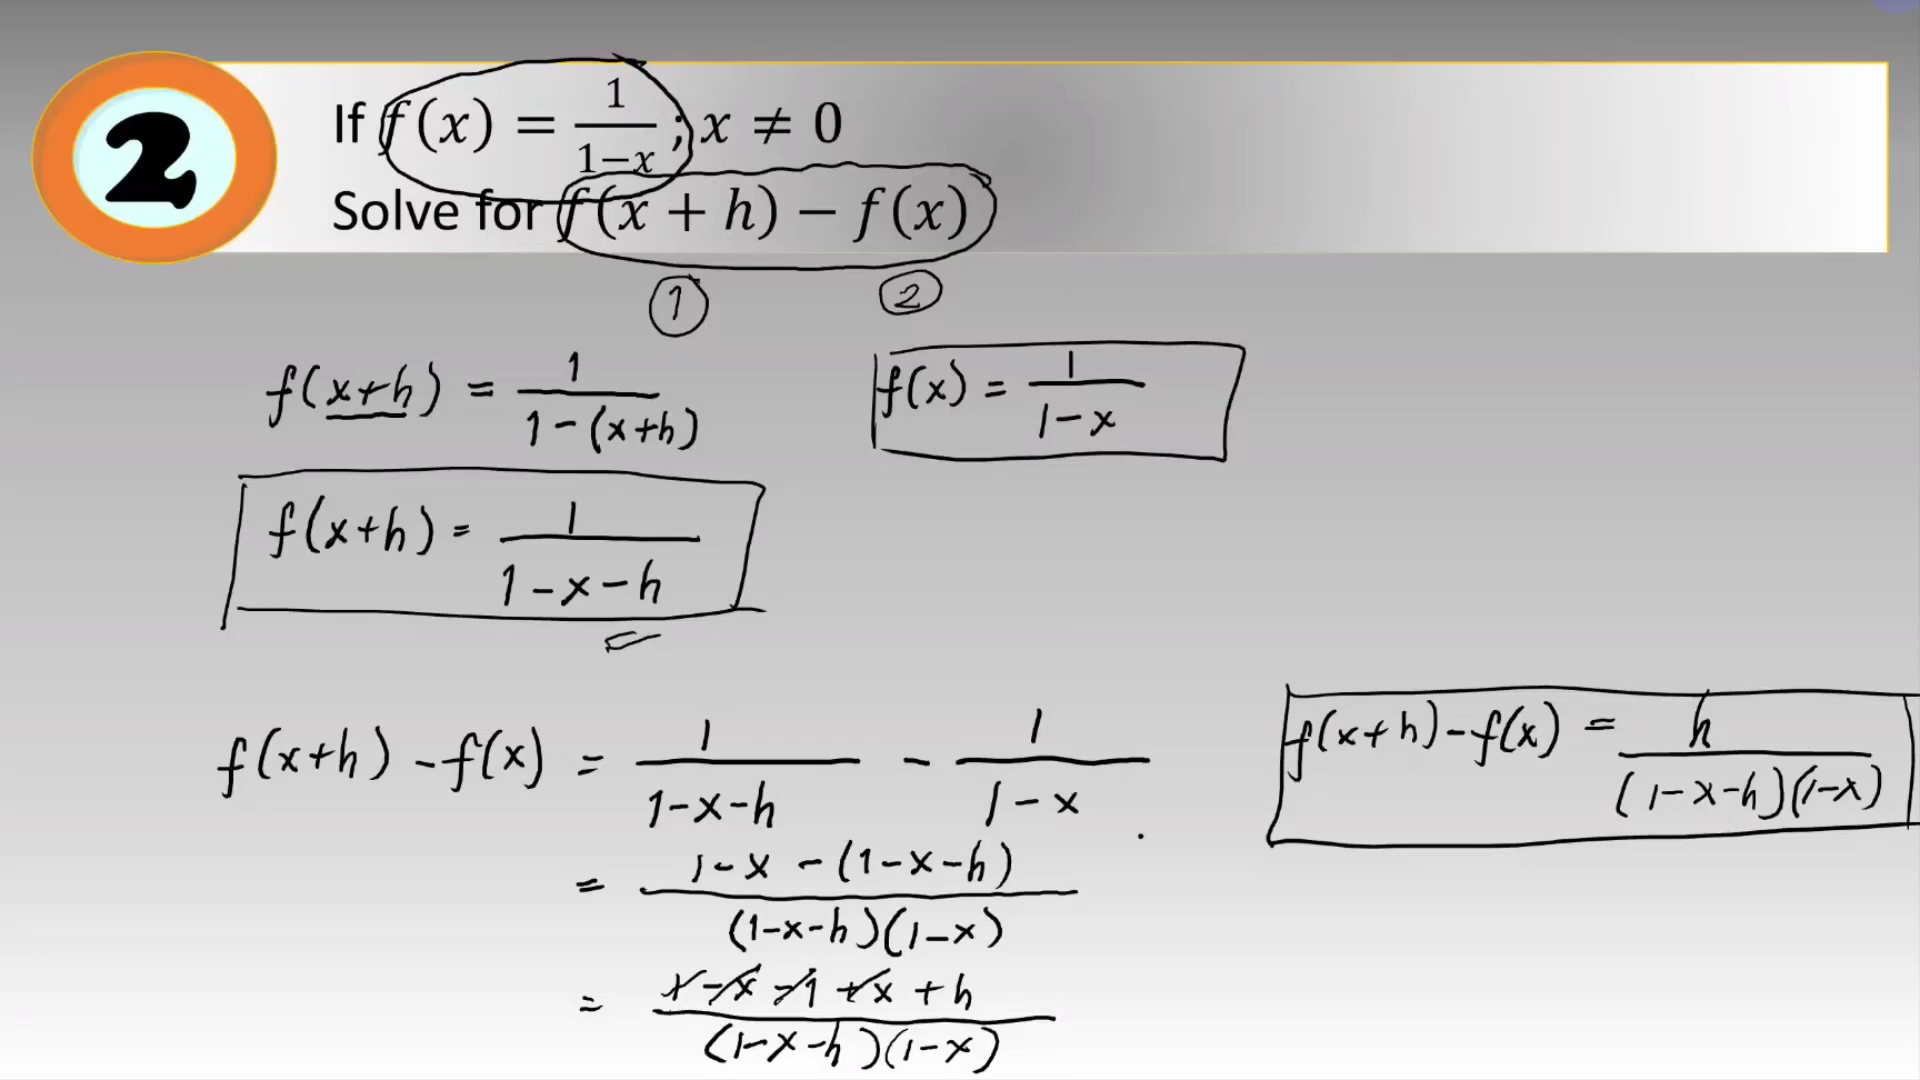 2
If f(x) = 1/(1−x) ; x ≠ 0
Solve for f(x + h) − f(x)
1 2
f(x+h) = 1/(1-(x+h))
f(x) = 1/(1-x)
f(x+h) = 1/(1-x-h)
f(x+h) - f(x) = 1/(1-x-h) - 1/(1-x)
= (1-x-(1-x-h))/((1-x-h)(1-x))
= (1-x-1+x+h)/((1-x-h)(1-x))
f(x+h)-f(x) = h/((1-x-h)(1-x))